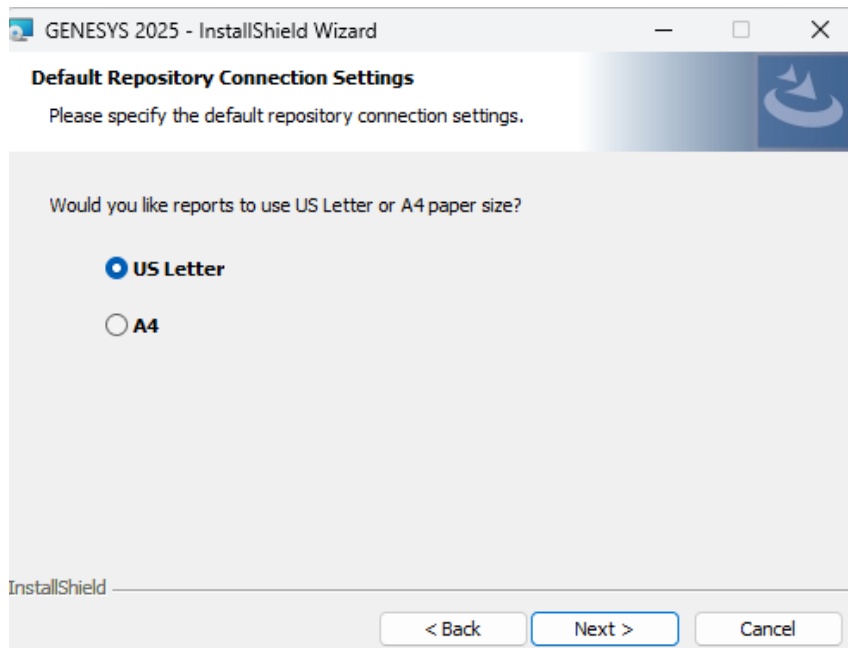 GENESYS 2025 - InstallShield Wizard
Default Repository Connection Settings
Please specify the default repository connection settings.
Would you like reports to use US Letter or A4 paper size?
US Letter
A4
InstallShield
< Back Next > Cancel